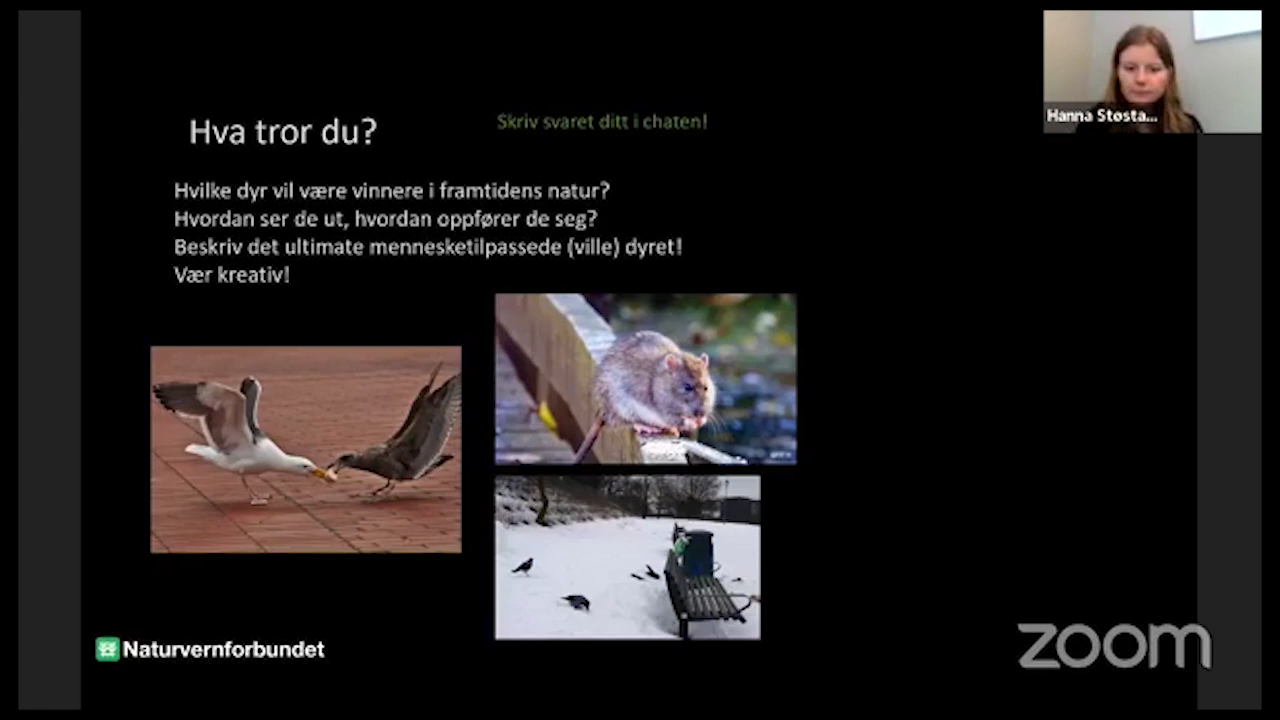 Hva tror du?
Skriv svaret ditt i chaten!
Hvilke dyr vil være vinnere i framtidens natur?
Hvordan ser de ut, hvordan oppfører de seg?
Beskriv det ultimate mennesketilpassede (ville) dyret!
Vær kreativ!
Hanna Støsta...
Naturvernforbundet
zoom